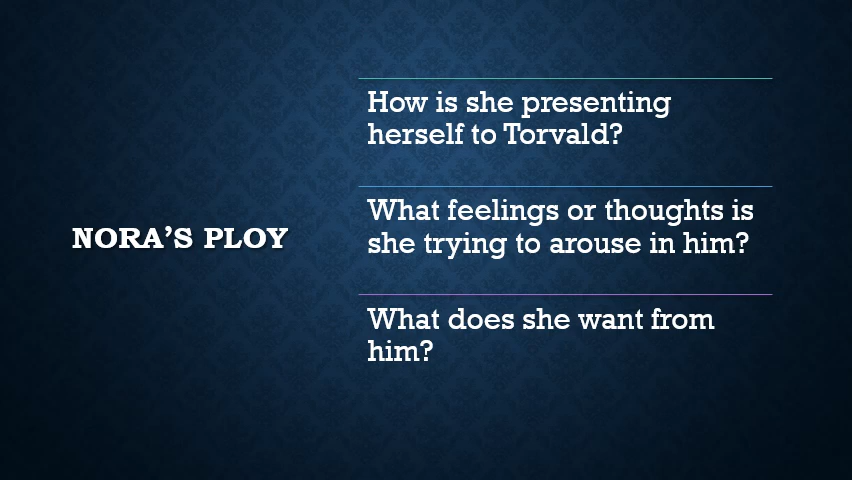 NORA'S PLOY
How is she presenting
herself to Torvald?
What feelings or thoughts is
she trying to arouse in him?
What does she want from
him?